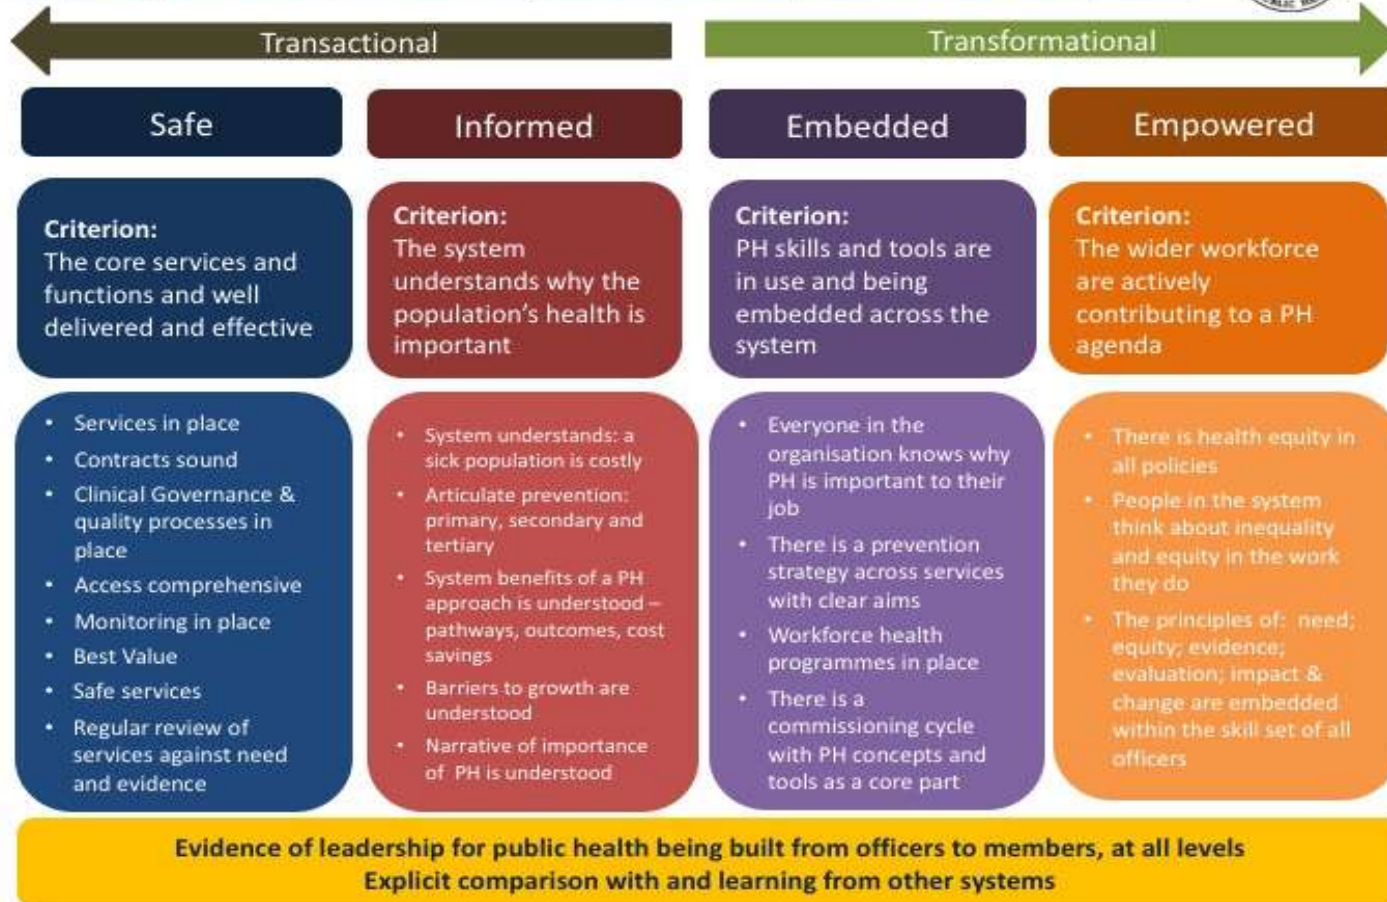 Transactional
Transformational
Safe
Informed
Embedded
Empowered
Criterion:
The core services and
functions and well
delivered and effective
Criterion:
The system
understands why the
population's health is
important
Criterion:
PH skills and tools are
in use and being
embedded across the
system
Criterion:
The wider workforce
are actively
contributing to a PH
agenda
• Services in place
• Contracts sound
• Clinical Governance &
quality processes in
place
• Access comprehensive
• Monitoring in place
• Best Value
• Safe services
• Regular review of
services against need
and evidence
• System understands: a
sick population is costly
• Articulate prevention:
primary, secondary and
tertiary
• System benefits of a PH
approach is understood –
pathways, outcomes, cost
savings
• Barriers to growth are
understood
• Narrative of importance
of PH is understood
• Everyone in the
organisation knows why
PH is important to their
job
• There is a prevention
strategy across services
with clear aims
• Workforce health
programmes in place
• There is a
commissioning cycle
with PH concepts and
tools as a core part
• There is health equity in
all policies
• People in the system
think about inequality
and equity in the work
they do
• The principles of: need;
equity; evidence;
evaluation; impact &
change are embedded
within the skill set of all
officers
Evidence of leadership for public health being built from officers to members, at all levels
Explicit comparison with and learning from other systems